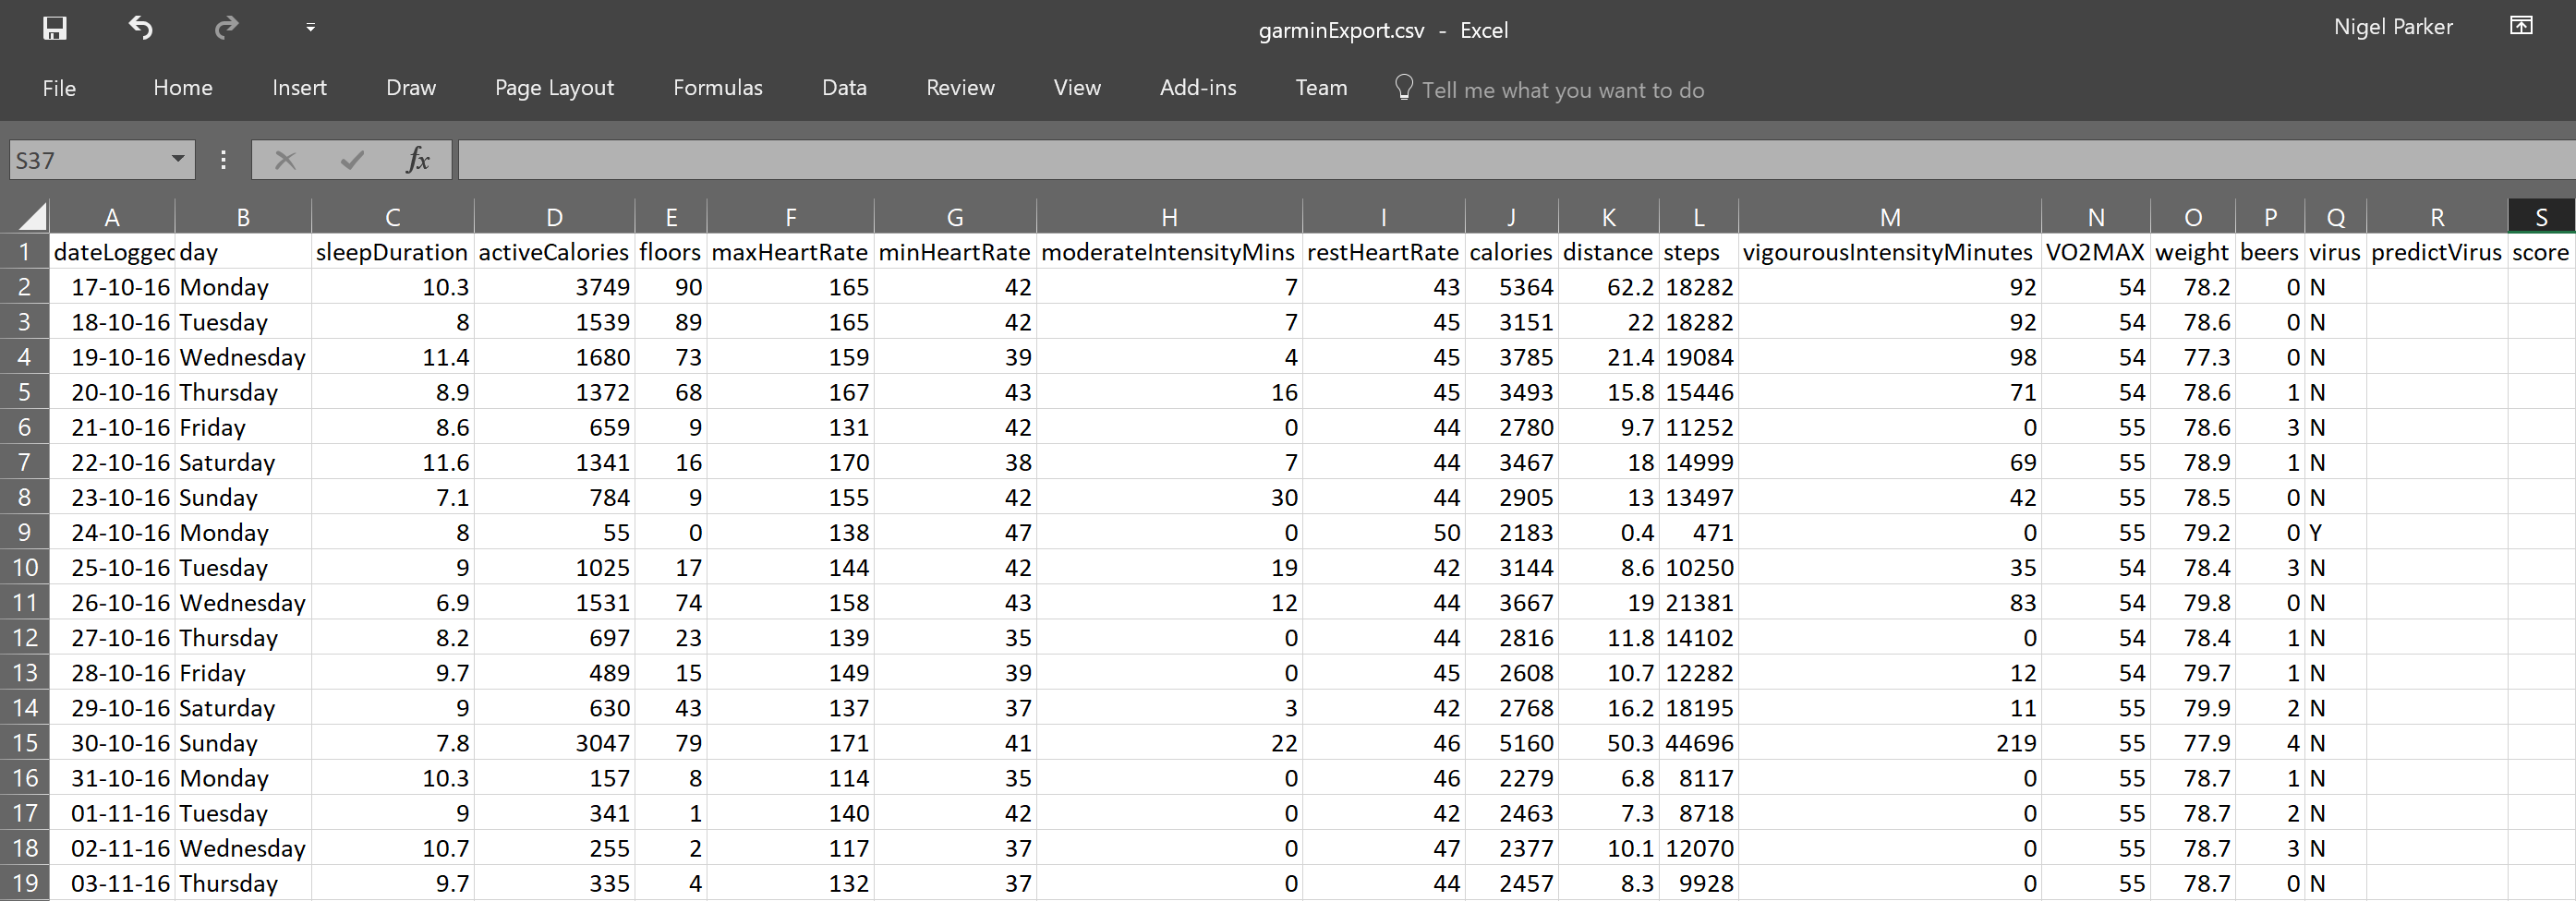 garminExport.csv - Excel
Nigel Parker
File Home Insert Draw Page Layout Formulas Data Review View Add-ins Team Tell me what you want to do
S37 fx
A B C D E F G H I J K L M N O P Q R S
1 dateLogged day sleepDuration activeCalories floors maxHeartRate minHeartRate moderateIntensityMins restHeartRate calories distance steps vigourousIntensityMinutes VO2MAX weight beers virus predictVirus score
2 17-10-16 Monday 10.3 3749 90 165 42 7 43 5364 62.2 18282 92 54 78.2 0 N
3 18-10-16 Tuesday 8 1539 89 165 42 7 45 3151 22 18282 92 54 78.6 0 N
4 19-10-16 Wednesday 11.4 1680 73 159 39 4 45 3785 21.4 19084 98 54 77.3 0 N
5 20-10-16 Thursday 8.9 1372 68 167 43 16 45 3493 15.8 15446 71 54 78.6 1 N
6 21-10-16 Friday 8.6 659 9 131 42 0 44 2780 9.7 11252 0 55 78.6 3 N
7 22-10-16 Saturday 11.6 1341 16 170 38 7 44 3467 18 14999 69 55 78.9 1 N
8 23-10-16 Sunday 7.1 784 9 155 42 30 44 2905 13 13497 42 55 78.5 0 N
9 24-10-16 Monday 8 55 0 138 47 0 50 2183 0.4 471 0 55 79.2 0 Y
10 25-10-16 Tuesday 9 1025 17 144 42 19 42 3144 8.6 10250 35 54 78.4 3 N
11 26-10-16 Wednesday 6.9 1531 74 158 43 12 44 3667 19 21381 83 54 79.8 0 N
12 27-10-16 Thursday 8.2 697 23 139 35 0 44 2816 11.8 14102 0 54 78.4 1 N
13 28-10-16 Friday 9.7 489 15 149 39 0 45 2608 10.7 12282 12 54 79.7 1 N
14 29-10-16 Saturday 9 630 43 137 37 3 42 2768 16.2 18195 11 55 79.9 2 N
15 30-10-16 Sunday 7.8 3047 79 171 41 22 46 5160 50.3 44696 219 55 77.9 4 N
16 31-10-16 Monday 10.3 157 8 114 35 0 46 2279 6.8 8117 0 55 78.7 1 N
17 01-11-16 Tuesday 9 341 1 140 42 0 42 2463 7.3 8718 0 55 78.7 2 N
18 02-11-16 Wednesday 10.7 255 2 117 37 0 47 2377 10.1 12070 0 55 78.7 3 N
19 03-11-16 Thursday 9.7 335 4 132 37 0 44 2457 8.3 9928 0 55 78.7 0 N